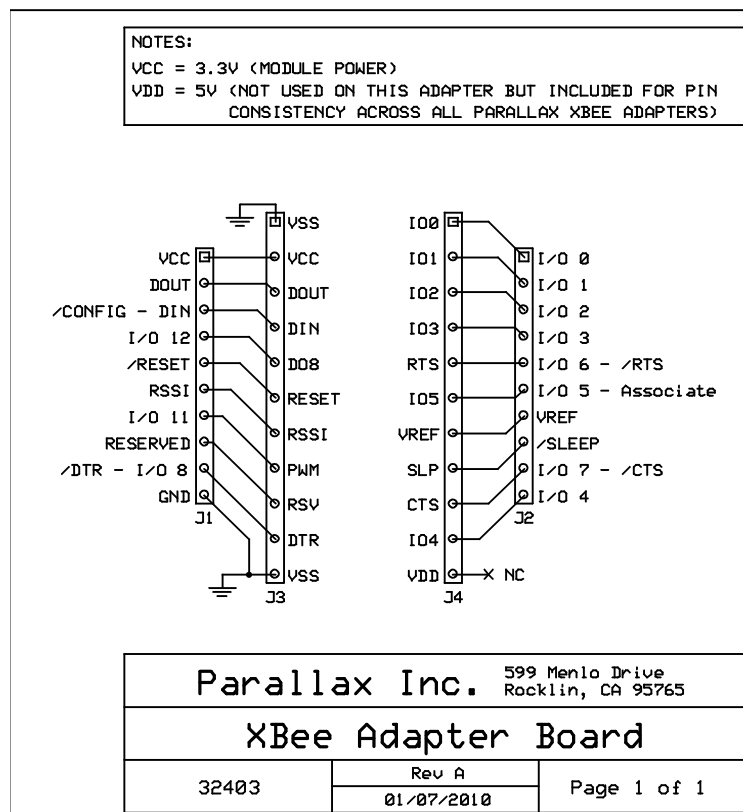 NOTES:
VCC = 3.3V (MODULE POWER)
VDD = 5V (NOT USED ON THIS ADAPTER BUT INCLUDED FOR PIN
CONSISTENCY ACROSS ALL PARALLAX XBEE ADAPTERS)
VCC
DOUT
/CONFIG - DIN
I/O 12
/RESET
RSSI
I/O 11
RESERVED
/DTR - I/O 8
GND
J1
VSS
VCC
DOUT
DIN
DO8
RESET
RSSI
PWM
RSV
DTR
VSS
J3
IO0
IO1
IO2
IO3
RTS
IO5
VREF
SLP
CTS
IO4
VDD
J4
NC
I/O 0
I/O 1
I/O 2
I/O 3
I/O 6 - /RTS
I/O 5 - Associate
VREF
/SLEEP
I/O 7 - /CTS
I/O 4
J2
Parallax Inc.
599 Menlo Drive
Rocklin, CA 95765
XBee Adapter Board
32403
Rev A
01/07/2010
Page 1 of 1